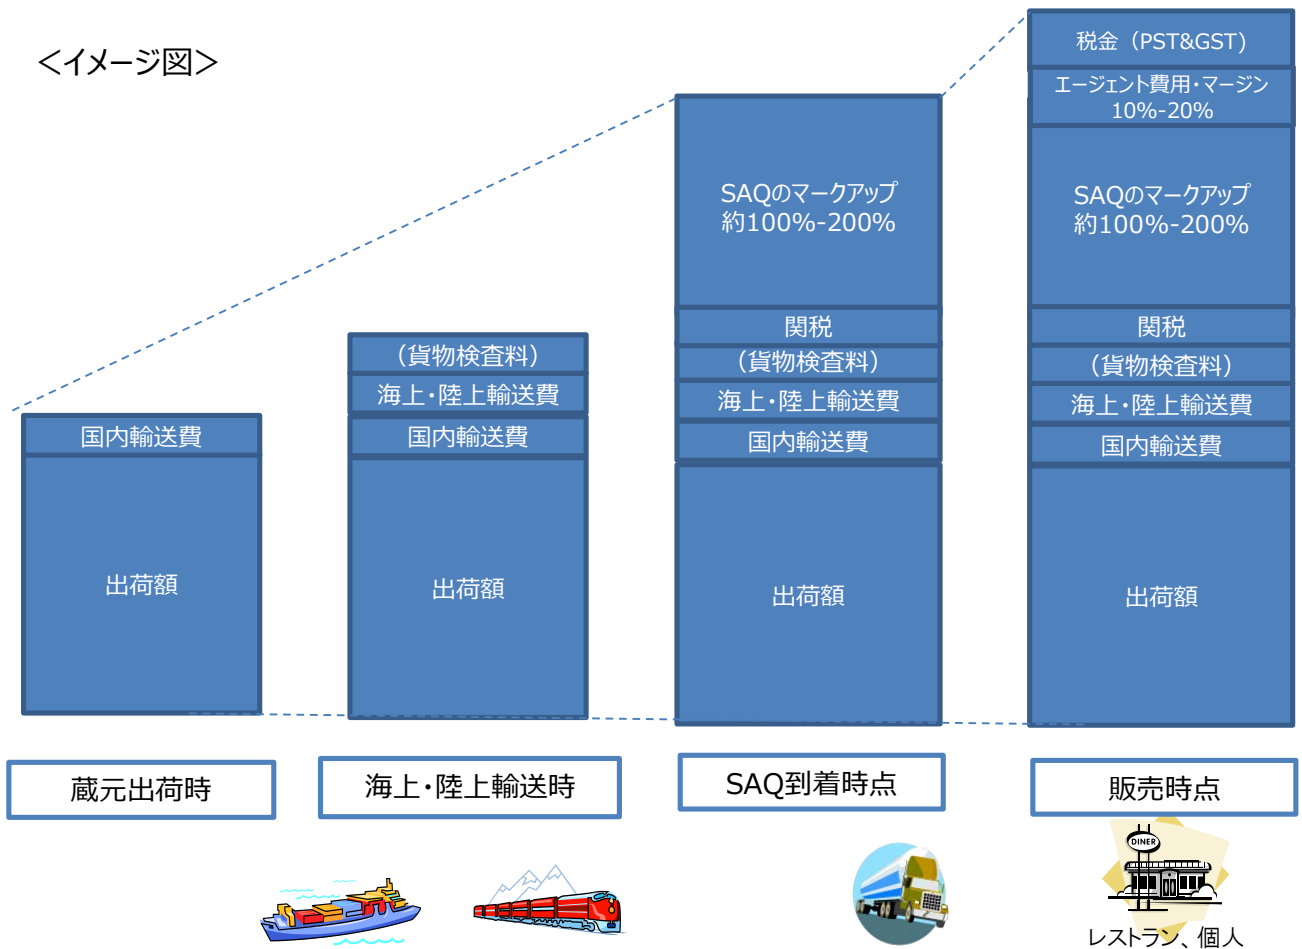 ＜イメージ図＞
国内輸送費
出荷額
蔵元出荷時
（貨物検査料）
海上・陸上輸送費
国内輸送費
出荷額
海上・陸上輸送時
SAQのマークアップ
約100%-200%
関税
（貨物検査料）
海上・陸上輸送費
国内輸送費
出荷額
SAQ到着時点
税金（PST&GST)
エージェント費用・マージン
10%-20%
SAQのマークアップ
約100%-200%
関税
（貨物検査料）
海上・陸上輸送費
国内輸送費
出荷額
販売時点
DINER
レストラン、個人